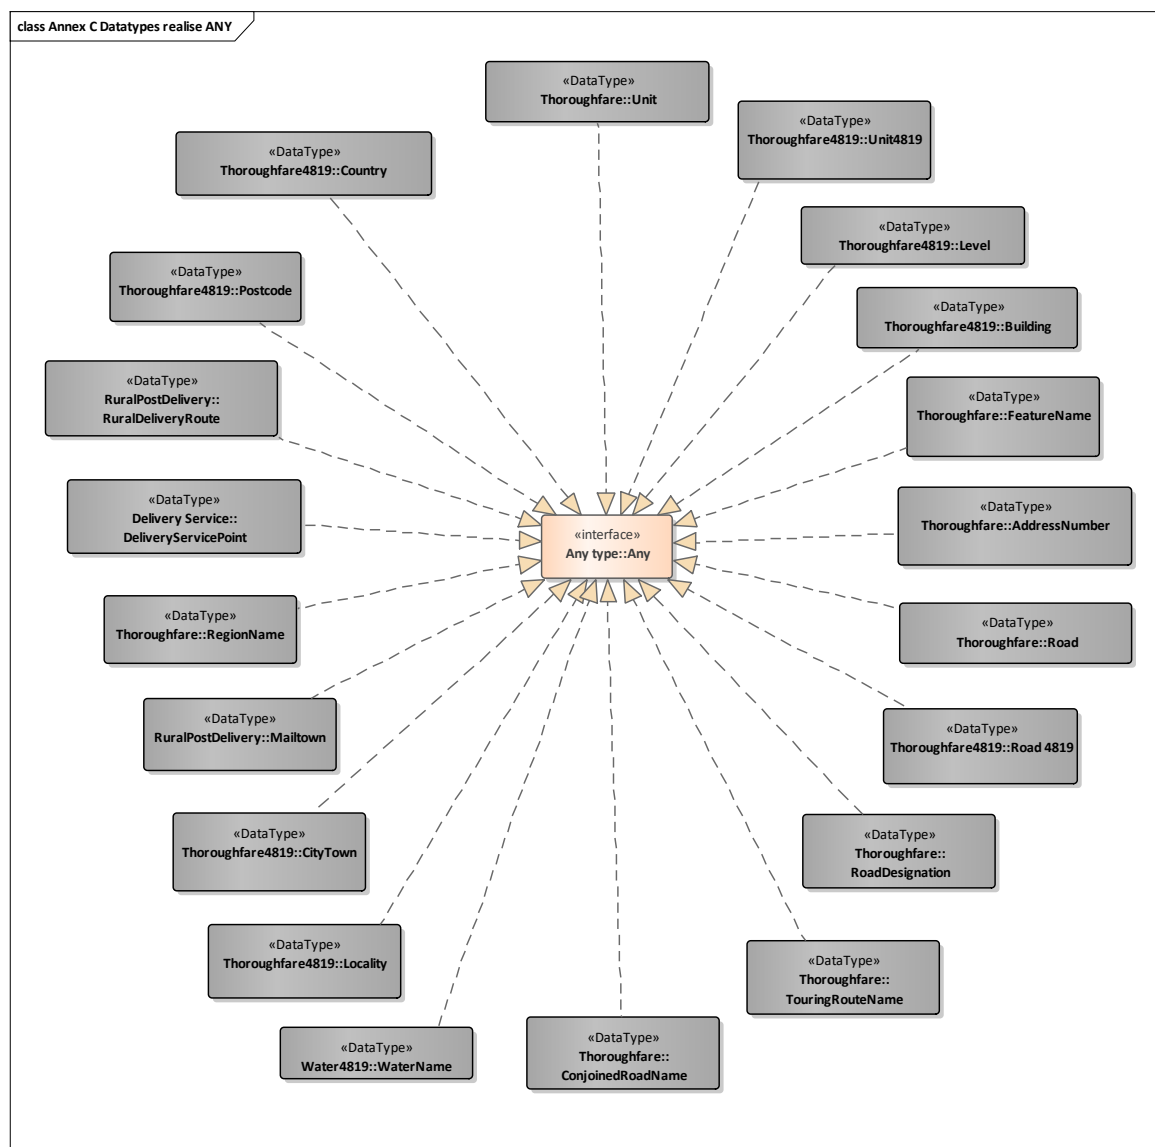 class Annex C Datatypes realise ANY
«DataType»
Thoroughfare::Unit
«DataType»
Thoroughfare4819::Unit4819
«DataType»
Thoroughfare4819::Country
«DataType»
Thoroughfare4819::Level
«DataType»
Thoroughfare4819::Postcode
«DataType»
Thoroughfare4819::Building
«DataType»
RuralPostDelivery::
RuralDeliveryRoute
«DataType»
Thoroughfare::FeatureName
«DataType»
Delivery Service::
DeliveryServicePoint
«DataType»
Thoroughfare::AddressNumber
«interface»
Any type::Any
«DataType»
Thoroughfare::RegionName
«DataType»
Thoroughfare::Road
«DataType»
RuralPostDelivery::Mailtown
«DataType»
Thoroughfare4819::Road 4819
«DataType»
Thoroughfare4819::CityTown
«DataType»
Thoroughfare::
RoadDesignation
«DataType»
Thoroughfare4819::Locality
«DataType»
Thoroughfare::
TouringRouteName
«DataType»
Water4819::WaterName
«DataType»
Thoroughfare::
ConjoinedRoadName